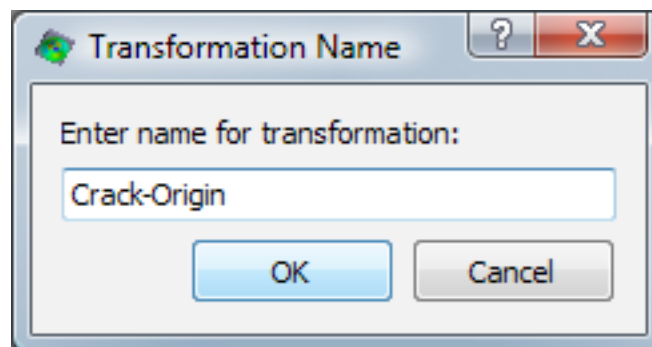 Transformation Name
?
Enter name for transformation:
Crack-Origin
OK Cancel